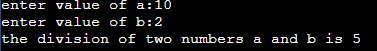 enter value of a:10
enter value of b:2
the division of two numbers a and b is 5